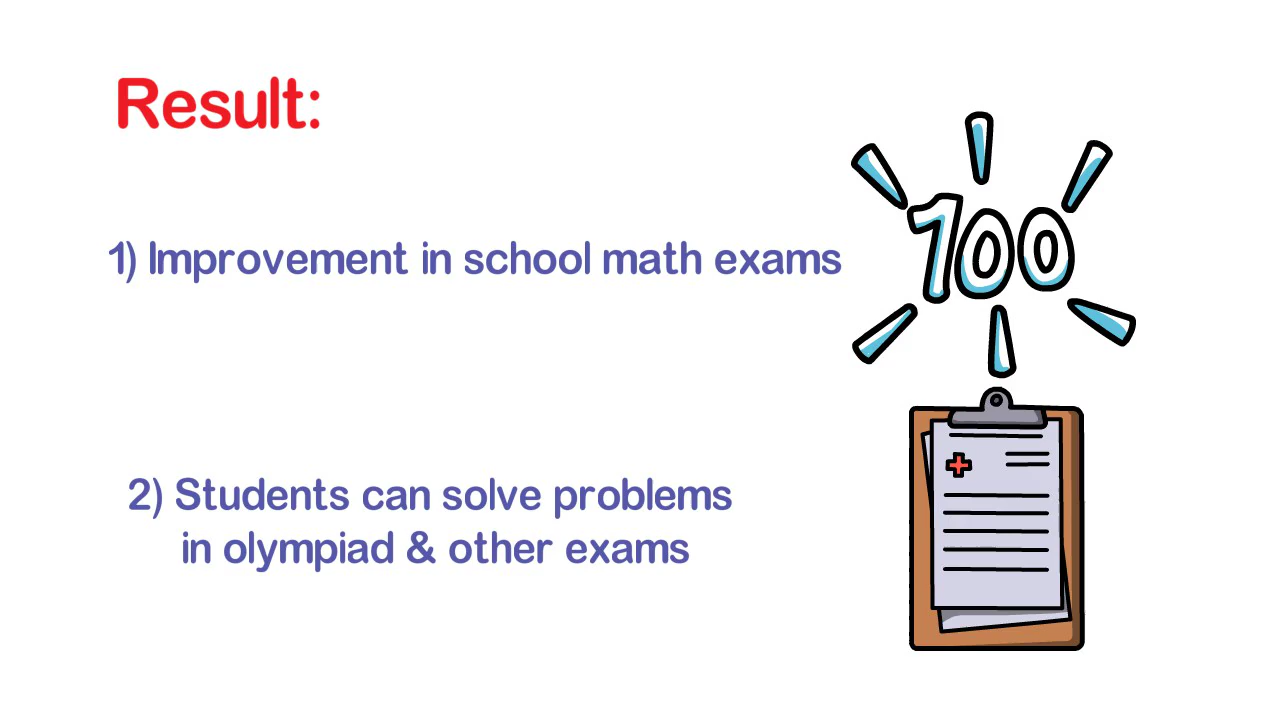 Result:
1) Improvement in school math exams
100
2) Students can solve problems
in olympiad & other exams